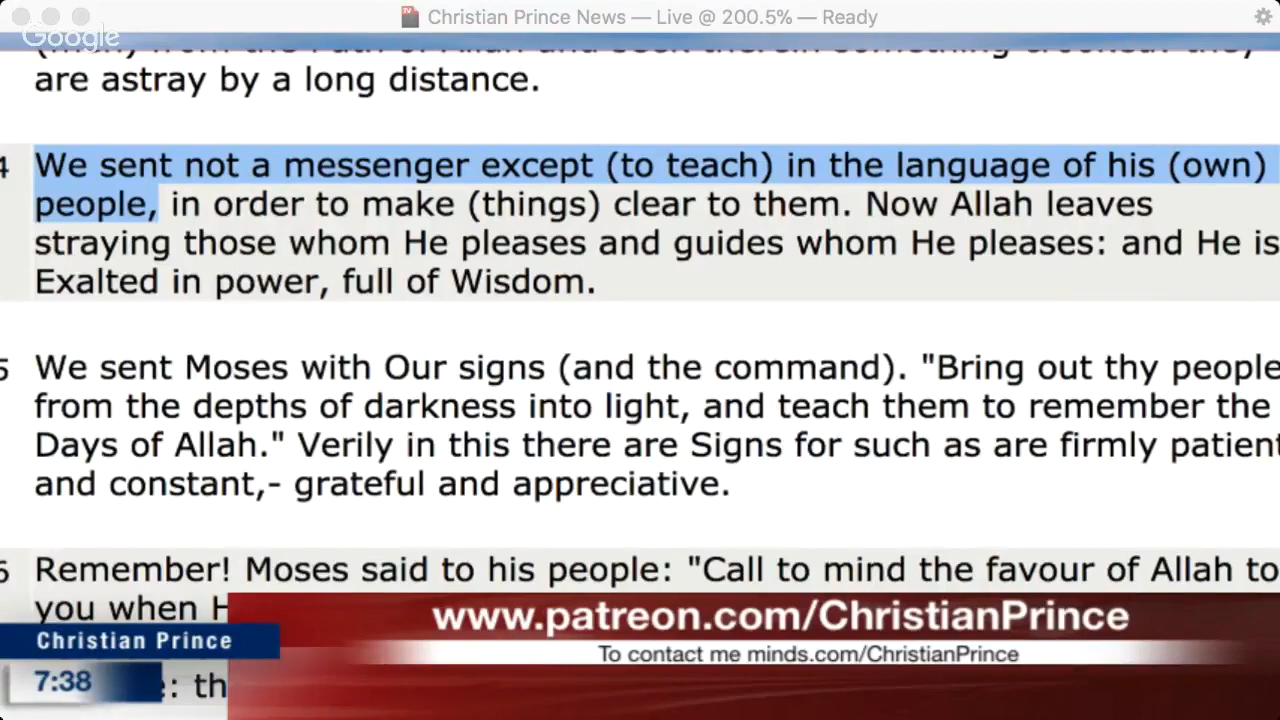 Christian Prince News — Live @ 200.5% — Ready
Google
are astray by a long distance.
4 We sent not a messenger except (to teach) in the language of his (own)
people, in order to make (things) clear to them. Now Allah leaves
straying those whom He pleases and guides whom He pleases: and He is
Exalted in power, full of Wisdom.
5 We sent Moses with Our signs (and the command). "Bring out thy people
from the depths of darkness into light, and teach them to remember the
Days of Allah." Verily in this there are Signs for such as are firmly patient
and constant,- grateful and appreciative.
6 Remember! Moses said to his people: "Call to mind the favour of Allah to
you when H
www.patreon.com/ChristianPrince
Christian Prince
To contact me minds.com/ChristianPrince
7:38
: th